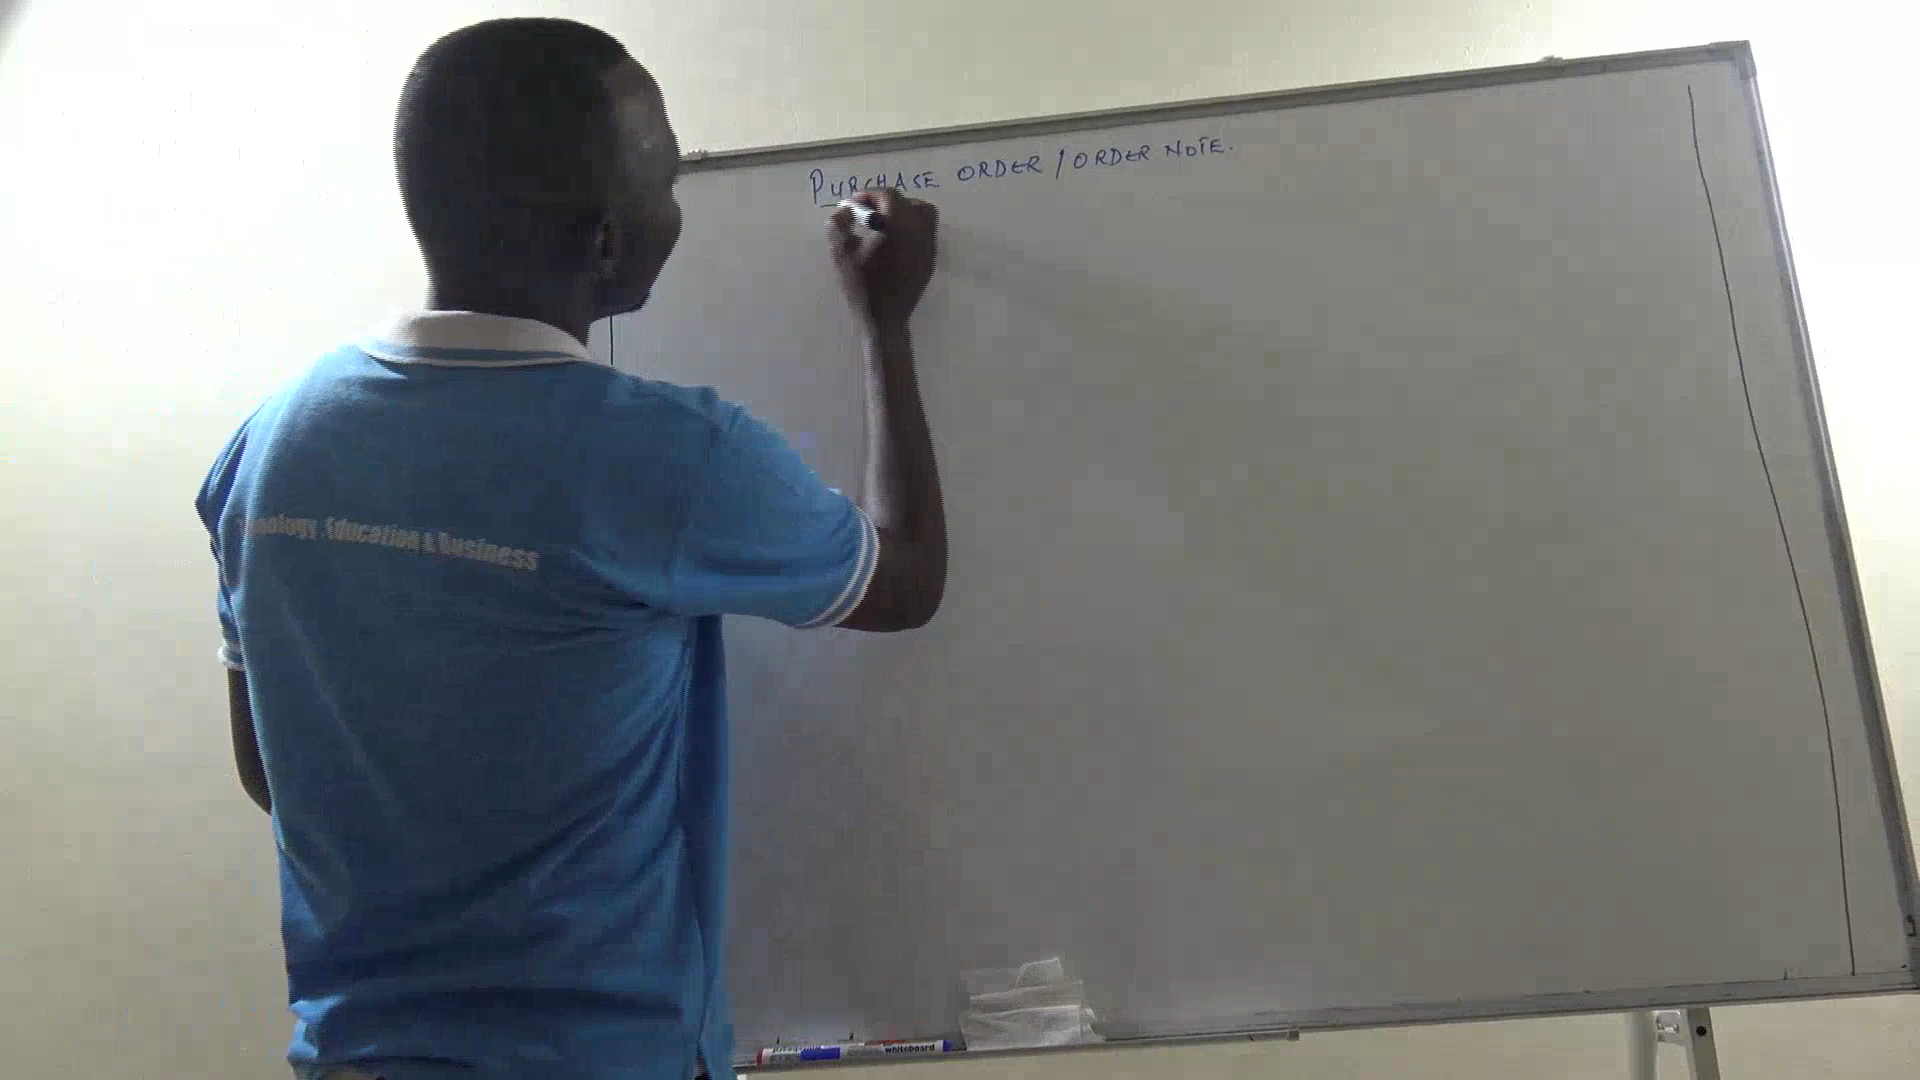 PURCHASE ORDER / ORDER NOTE.
Education & Business
whiteboard